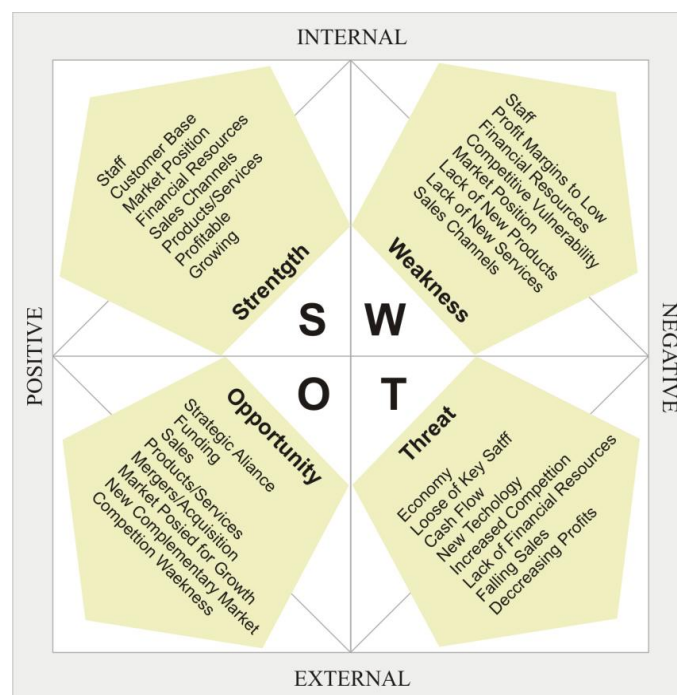 INTERNAL
POSITIVE
NEGATIVE
Staff
Customer Base
Market Position
Financial Resources
Sales Channels
Products/Services
Profitable
Growing
Strentgth
Staff
Profit Margins to Low
Financial Resources
Competitive Vulnerability
Market Position
Lack of New Products
Lack of New Services
Sales Channels
Weakness
S W
O T
Opportunity
Strategic Aliance
Funding
Sales
Products/Services
Mergers/Acquisition
Market Posied for Growth
New Complementary Market
Competition Waekness
Threat
Economy
Loose of Key Satff
Cash Flow
New Techology
Increased Competion
Lack of Financial Resources
Falling Sales
Deccreasing Profits
EXTERNAL